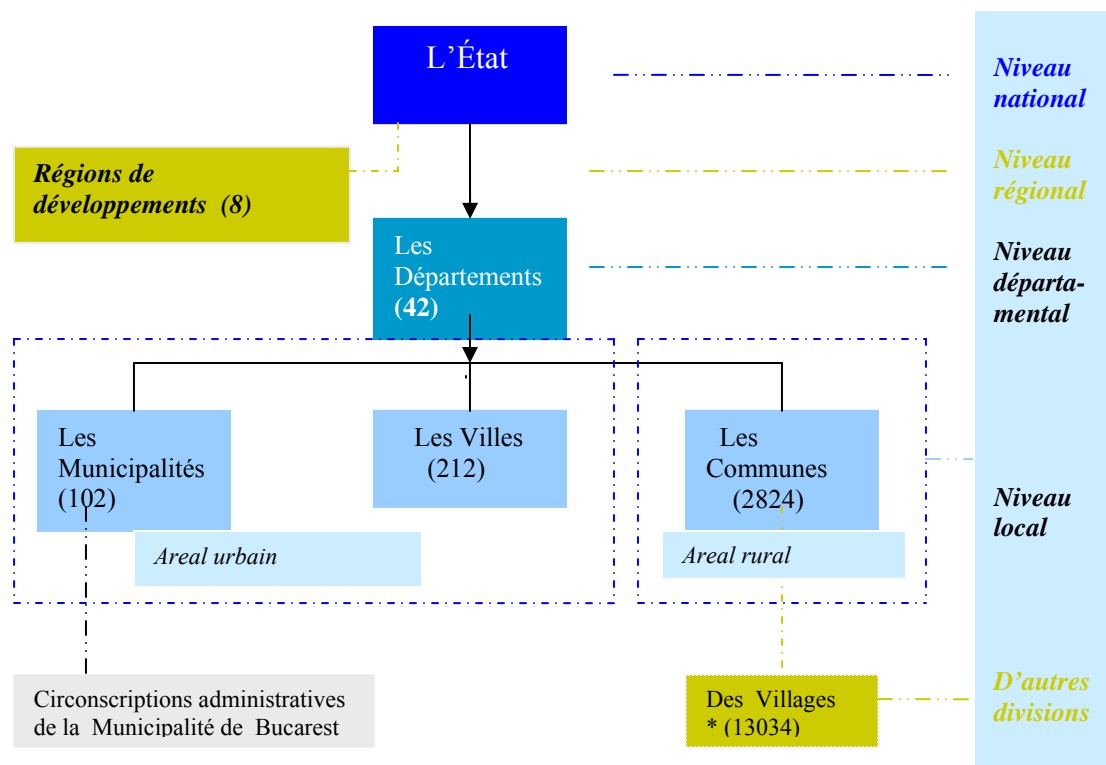 L'État
Niveau
national
Régions de
développements (8)
Niveau
régional
Les
Départements
(42)
Niveau
départa-
mental
Les
Municipalités
(102)
Les Villes
(212)
Les
Communes
(2824)
Niveau
local
Areal urbain
Areal rural
Circonscriptions administratives
de la Municipalité de Bucarest
Des Villages
* (13034)
D'autres
divisions